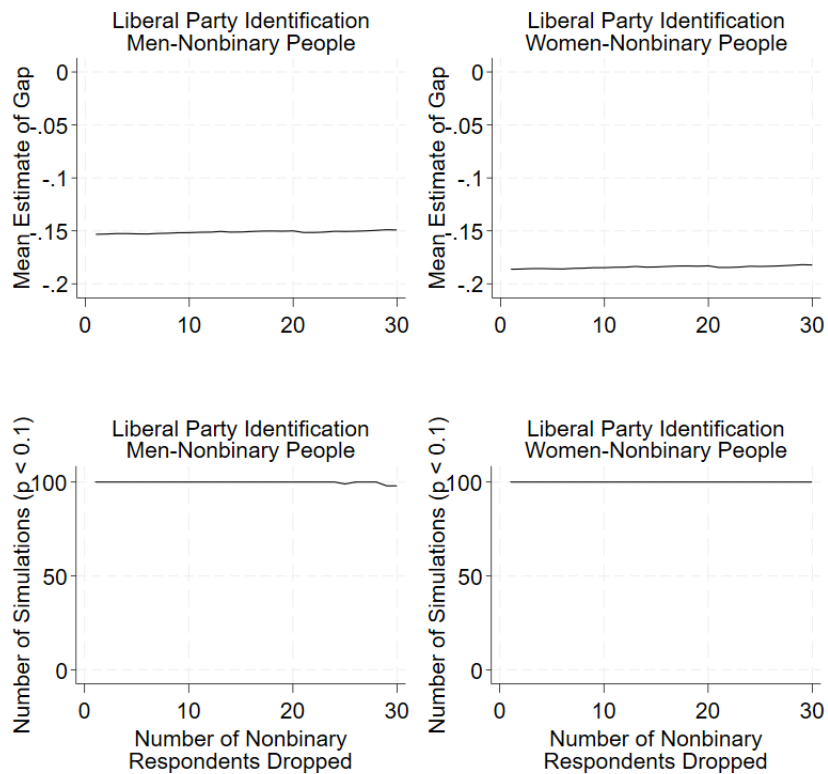 Liberal Party Identification
Men-Nonbinary People
Mean Estimate of Gap
0
-.05
-.1
-.15
-.2
0
10
20
30
Liberal Party Identification
Women-Nonbinary People
Mean Estimate of Gap
0
-.05
-.1
-.15
-.2
0
10
20
30
Liberal Party Identification
Men-Nonbinary People
Number of Simulations (p < 0.1)
100
50
0
0
10
20
30
Number of Nonbinary
Respondents Dropped
Liberal Party Identification
Women-Nonbinary People
Number of Simulations (p < 0.1)
100
50
0
0
10
20
30
Number of Nonbinary
Respondents Dropped